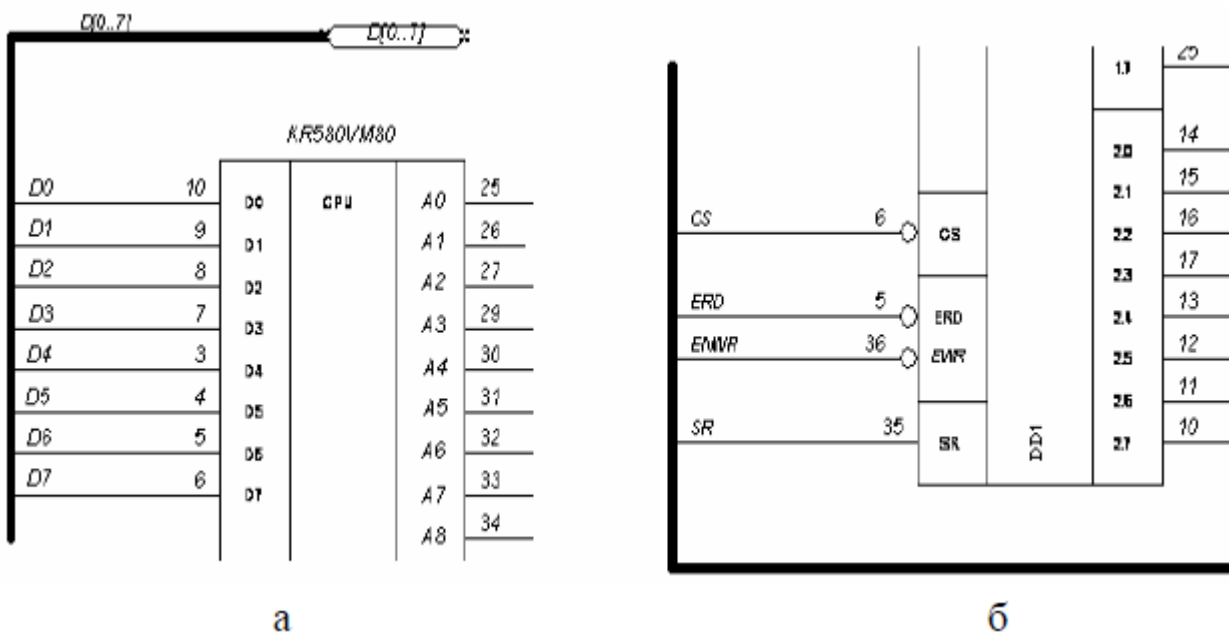 D[0..7] D[0..7]
KR580VM80
D0 10 D0 CPU A0 25
D1 9 D1 A1 26
D2 8 D2 A2 27
D3 7 D3 A3 29
D4 3 D4 A4 30
D5 4 D5 A5 31
D6 5 D6 A6 32
D7 6 D7 A7 33
A8 34
а
1.7 25
2.0 14
2.1 15
CS 6 CS 2.2 16
2.3 17
ERD 5 ERD 2.4 13
EMWR 36 EWR 2.5 12
2.6 11
SR 35 SR DD1 2.7 10
б